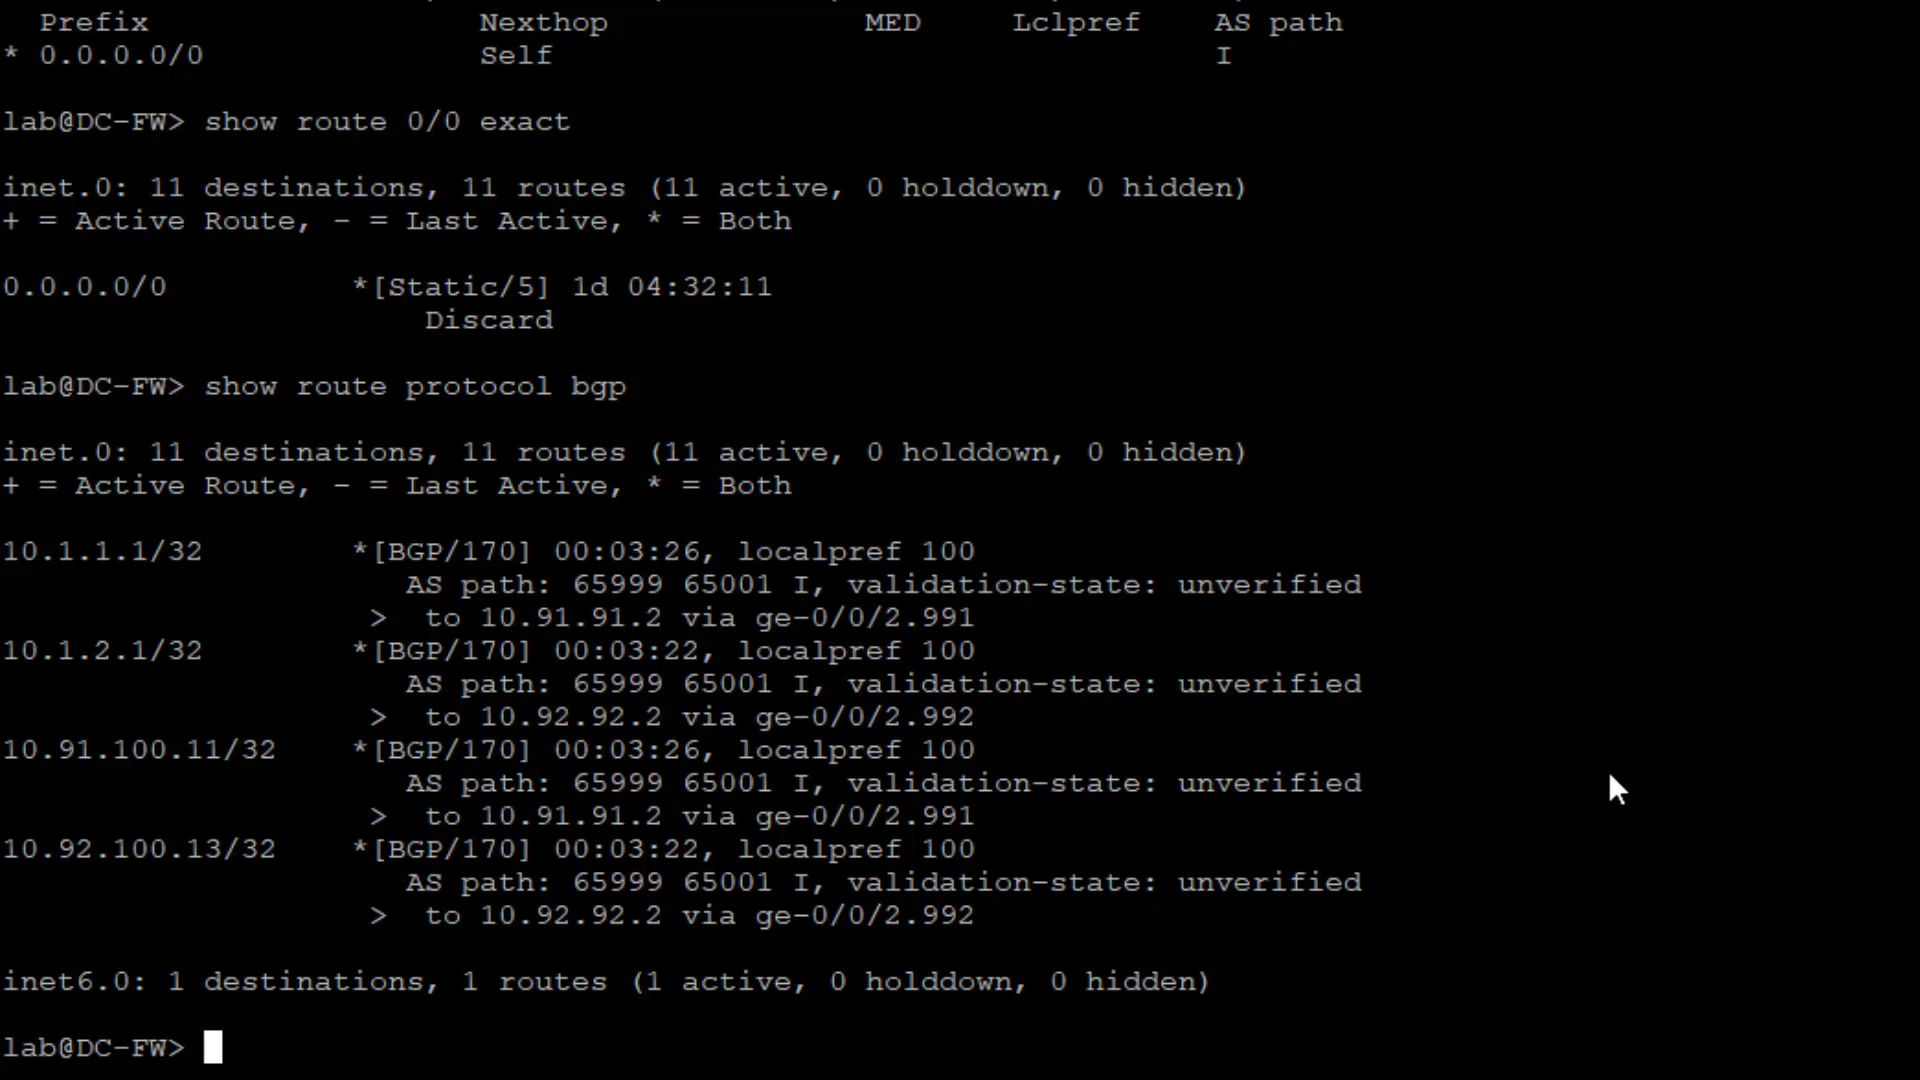 Prefix Nexthop MED Lclpref AS path
* 0.0.0.0/0 Self I
lab@DC-FW> show route 0/0 exact
inet.0: 11 destinations, 11 routes (11 active, 0 holddown, 0 hidden)
+ = Active Route, - = Last Active, * = Both
0.0.0.0/0 *[Static/5] 1d 04:32:11
Discard
lab@DC-FW> show route protocol bgp
inet.0: 11 destinations, 11 routes (11 active, 0 holddown, 0 hidden)
+ = Active Route, - = Last Active, * = Both
10.1.1.1/32 *[BGP/170] 00:03:26, localpref 100
AS path: 65999 65001 I, validation-state: unverified
> to 10.91.91.2 via ge-0/0/2.991
10.1.2.1/32 *[BGP/170] 00:03:22, localpref 100
AS path: 65999 65001 I, validation-state: unverified
> to 10.92.92.2 via ge-0/0/2.992
10.91.100.11/32 *[BGP/170] 00:03:26, localpref 100
AS path: 65999 65001 I, validation-state: unverified
> to 10.91.91.2 via ge-0/0/2.991
10.92.100.13/32 *[BGP/170] 00:03:22, localpref 100
AS path: 65999 65001 I, validation-state: unverified
> to 10.92.92.2 via ge-0/0/2.992
inet6.0: 1 destinations, 1 routes (1 active, 0 holddown, 0 hidden)
lab@DC-FW>